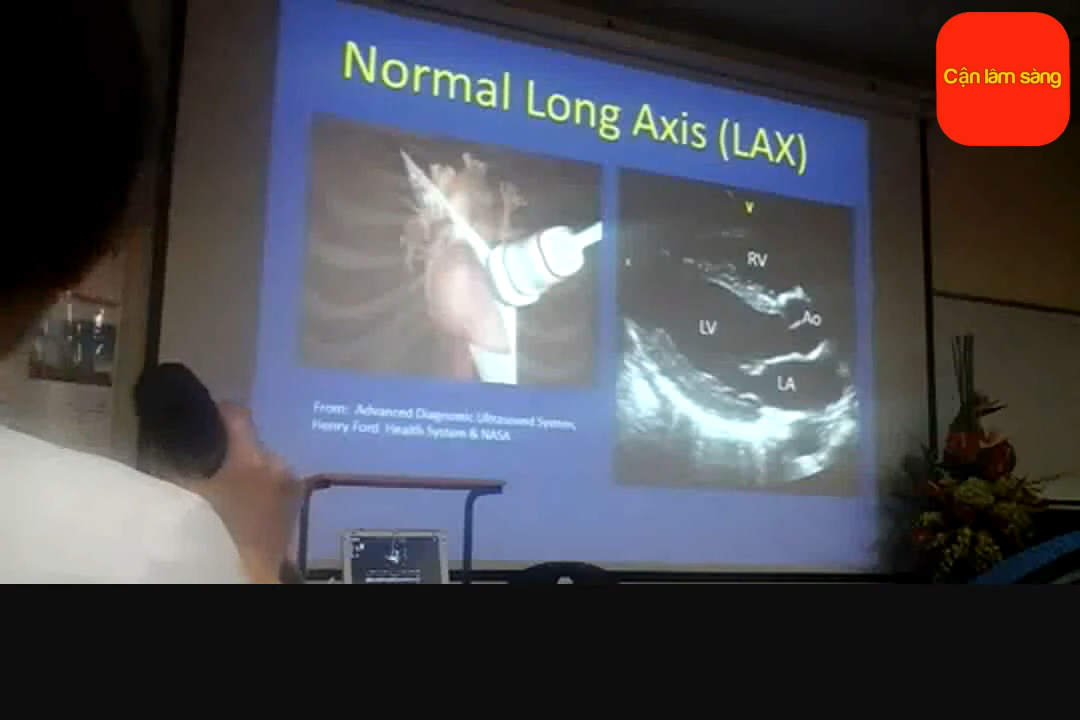 Cận lâm sàng
Normal Long Axis (LAX)
V
RV
x
Ao
LV
LA
From: Advanced Diagnostic Ultrasound System,
Henry Ford Health System & NASA